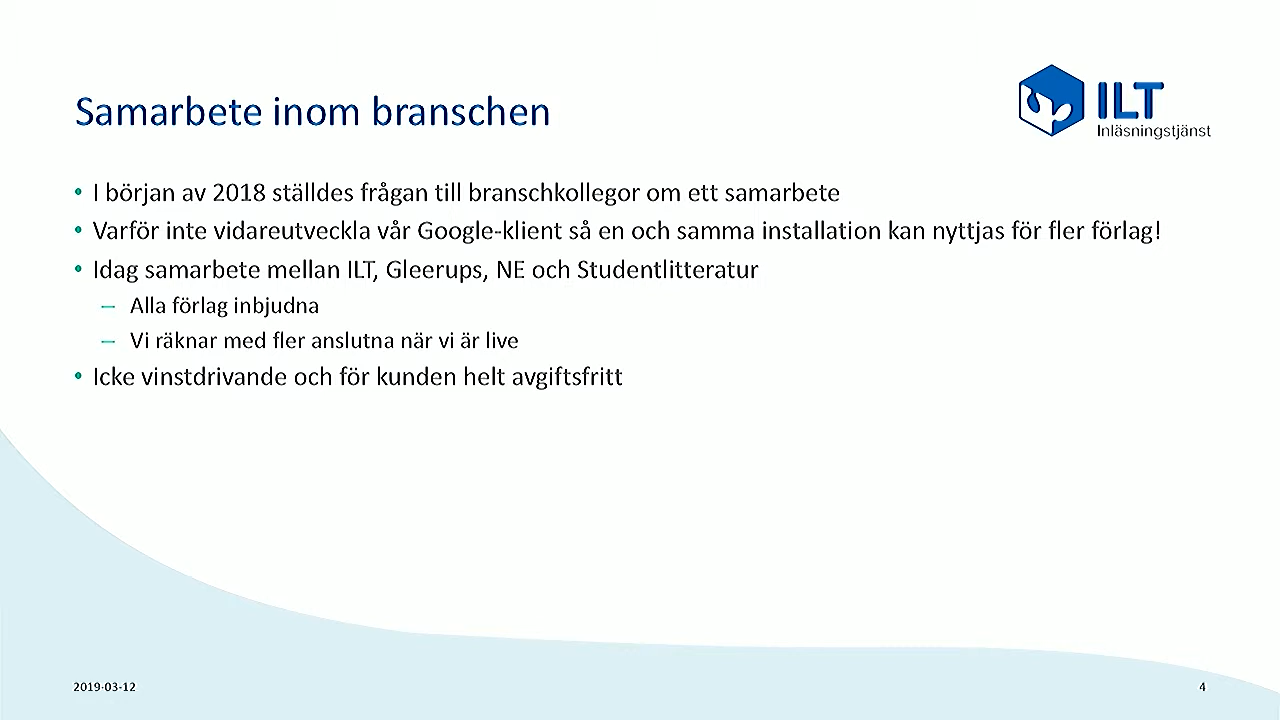 Samarbete inom branschen
ILT
Inläsningstjänst
• I början av 2018 ställdes frågan till branschkollegor om ett samarbete
• Varför inte vidareutveckla vår Google-klient så en och samma installation kan nyttjas för fler förlag!
• Idag samarbete mellan ILT, Gleerups, NE och Studentlitteratur
– Alla förlag inbjudna
– Vi räknar med fler anslutna när vi är live
• Icke vinstdrivande och för kunden helt avgiftsfritt
2019-03-12
4